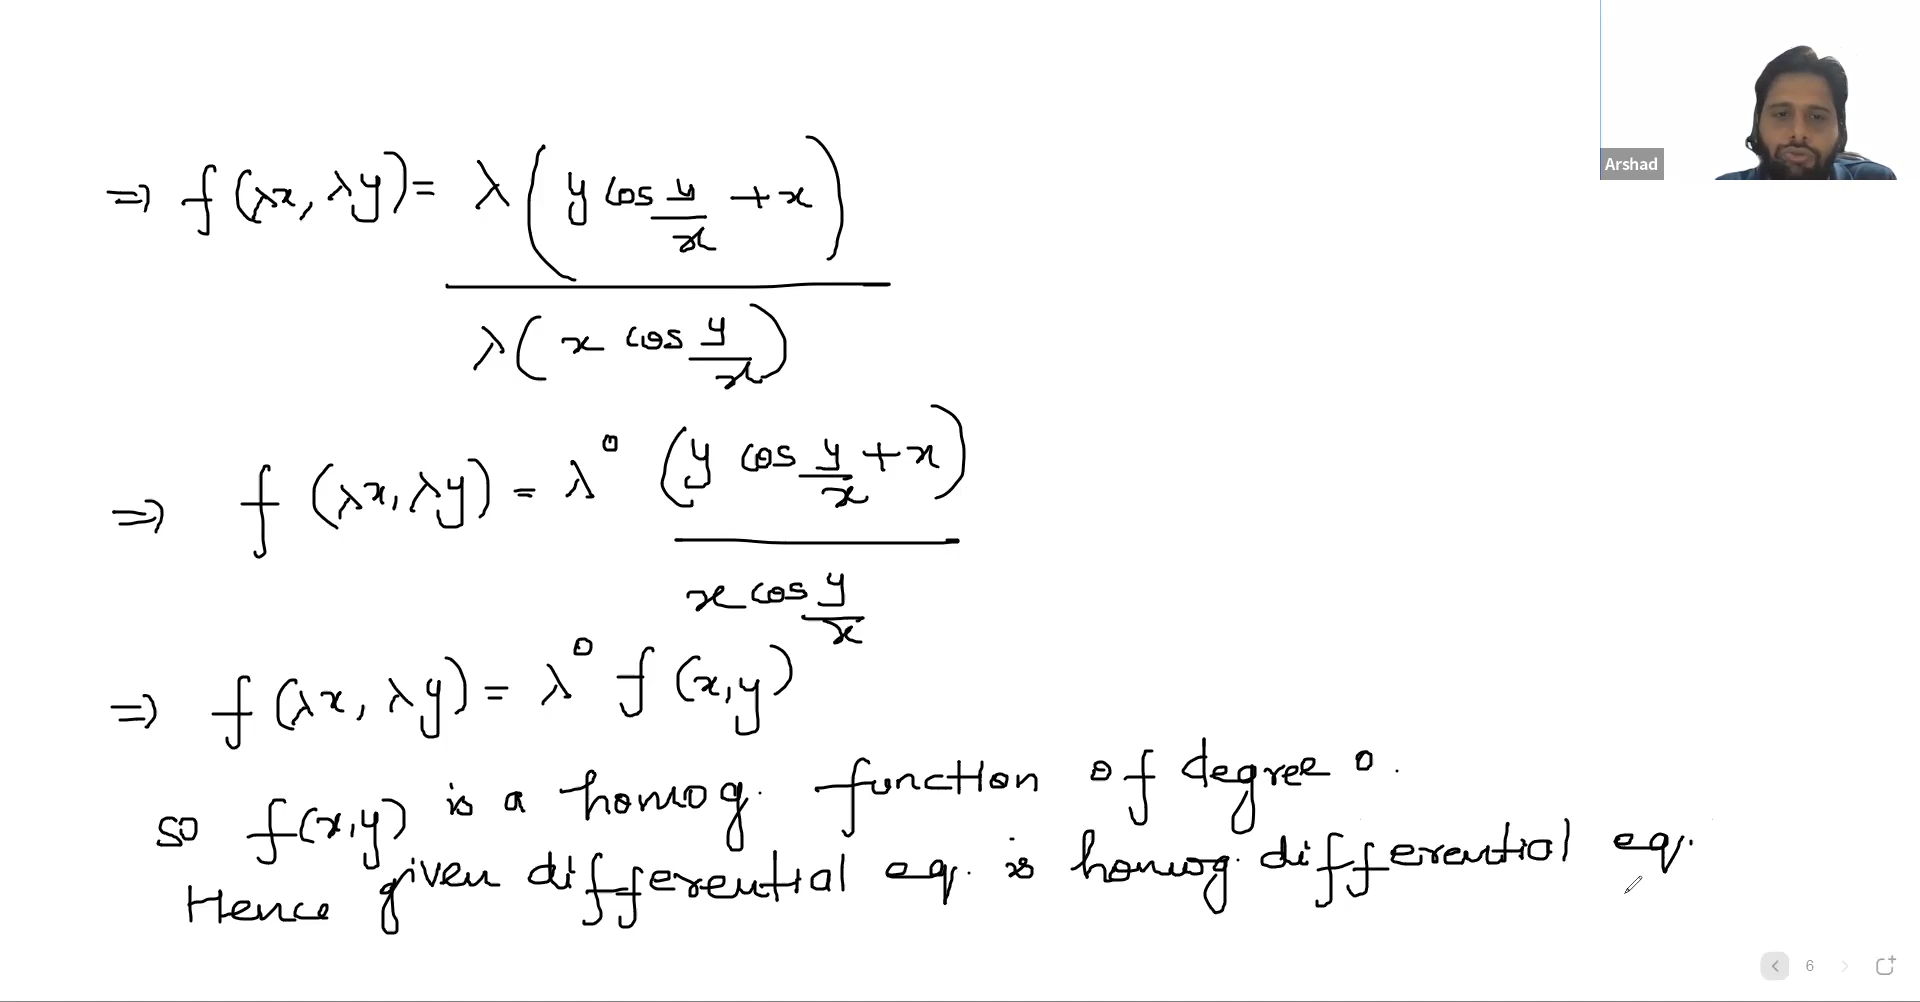 Arshad
⇒ f(λx, λy) = λ(y cos y/x + x) / λ(x cos y/x)
⇒ f(λx, λy) = λ⁰ (y cos y/x + x) / x cos y/x
⇒ f(λx, λy) = λ⁰ f(x,y)
so f(x,y) is a homog. function of degree 0.
Hence given differential eq. is homog. differential eq.
6